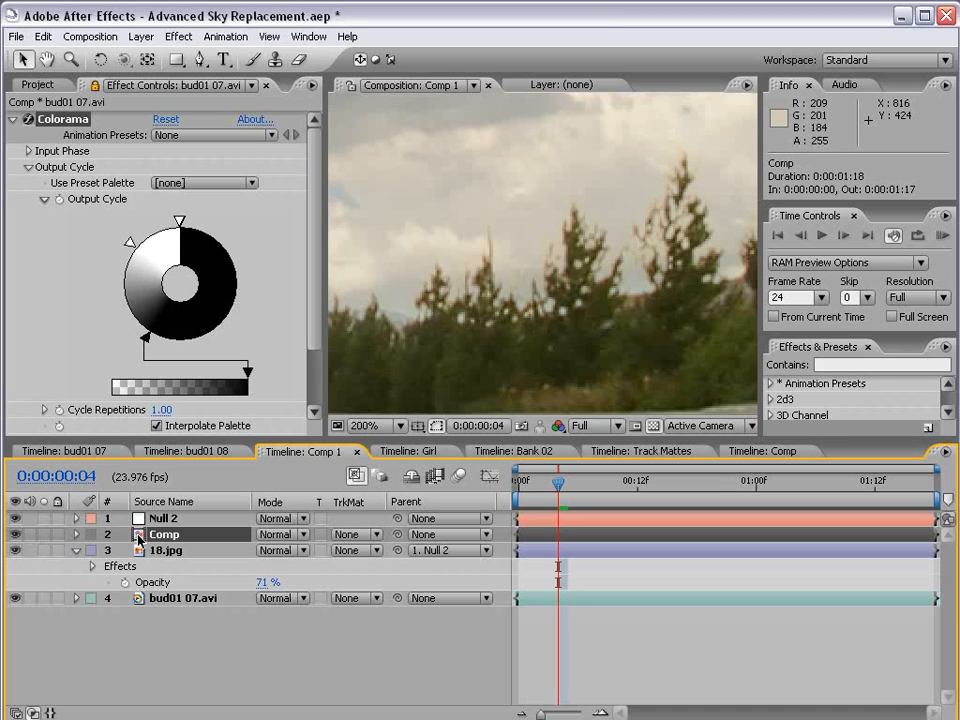 Adobe After Effects - Advanced Sky Replacement.aep *
File Edit Composition Layer Effect Animation View Window Help
Workspace: Standard
Project Effect Controls: bud01 07.avi
Comp * bud01 07.avi
Colorama Reset About...
Animation Presets: None
Input Phase
Output Cycle
Use Preset Palette [none]
Output Cycle
Cycle Repetitions 1.00
Interpolate Palette
Composition: Comp 1 Layer: (none)
200% 0:00:00:04 Full Active Camera
Info Audio
R : 209 X : 816
G : 201 Y : 424
B : 184
A : 255
Comp
Duration: 0:00:01:18
In: 0:00:00:00, Out: 0:00:01:17
Time Controls
RAM Preview Options
Frame Rate Skip Resolution
24 0 Full
From Current Time Full Screen
Effects & Presets
Contains:
* Animation Presets
2d3
3D Channel
Timeline: bud01 07 Timeline: bud01 08 Timeline: Comp 1 Timeline: Girl Timeline: Bank 02 Timeline: Track Mattes Timeline: Comp
0:00:00:04 (23.976 fps) :00f 00:12f 01:00f 01:12f
# Source Name Mode T TrkMat Parent
1 Null 2 Normal None
2 Comp Normal None None
3 18.jpg Normal None 1. Null 2
Effects
Opacity 71 %
4 bud01 07.avi Normal None None